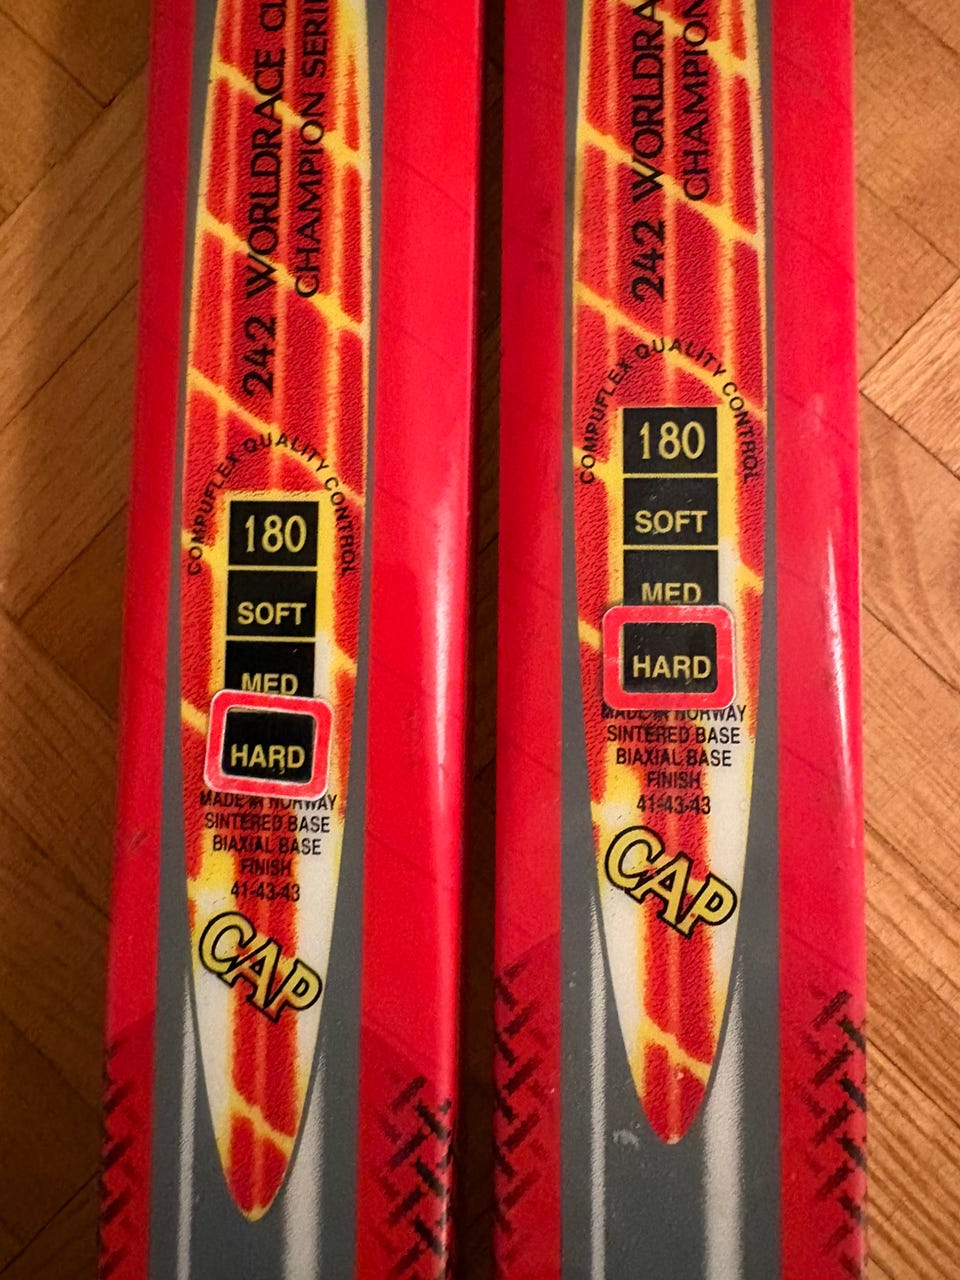 242 WORLDRACE
CHAMPION
COMPUFLEX QUALITY CONTROL
180
SOFT
MED
HARD
MADE IN NORWAY
SINTERED BASE
BIAXIAL BASE
FINISH
41-43-43
CAP
242
CHAMPION
COMPUFLEX QUALITY CONTROL
180
SOFT
MED
HARD
MADE IN NORWAY
SINTERED BASE
BIAXIAL BASE
FINISH
41-43-43
CAP